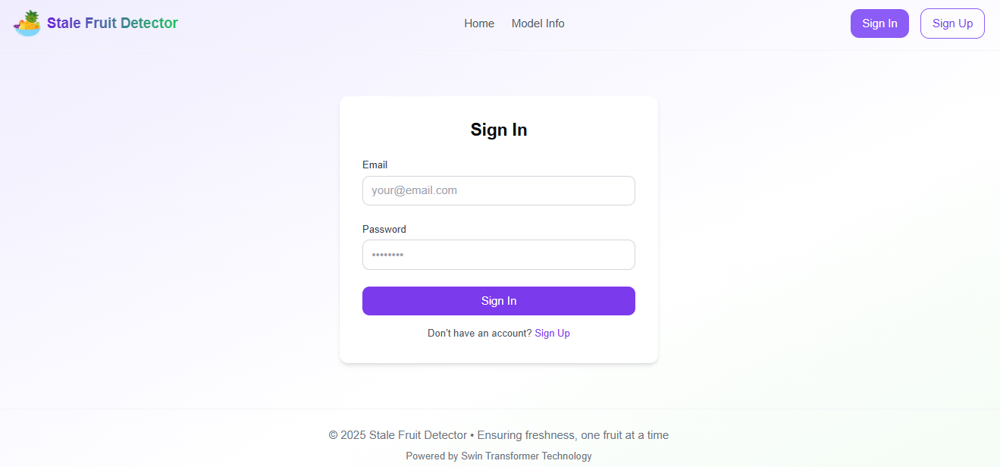 Stale Fruit Detector
Home
Model Info
Sign In
Sign Up
Sign In
Email
your@email.com
Password
••••••••
Sign In
Don't have an account? Sign Up
© 2025 Stale Fruit Detector • Ensuring freshness, one fruit at a time
Powered by Swin Transformer Technology